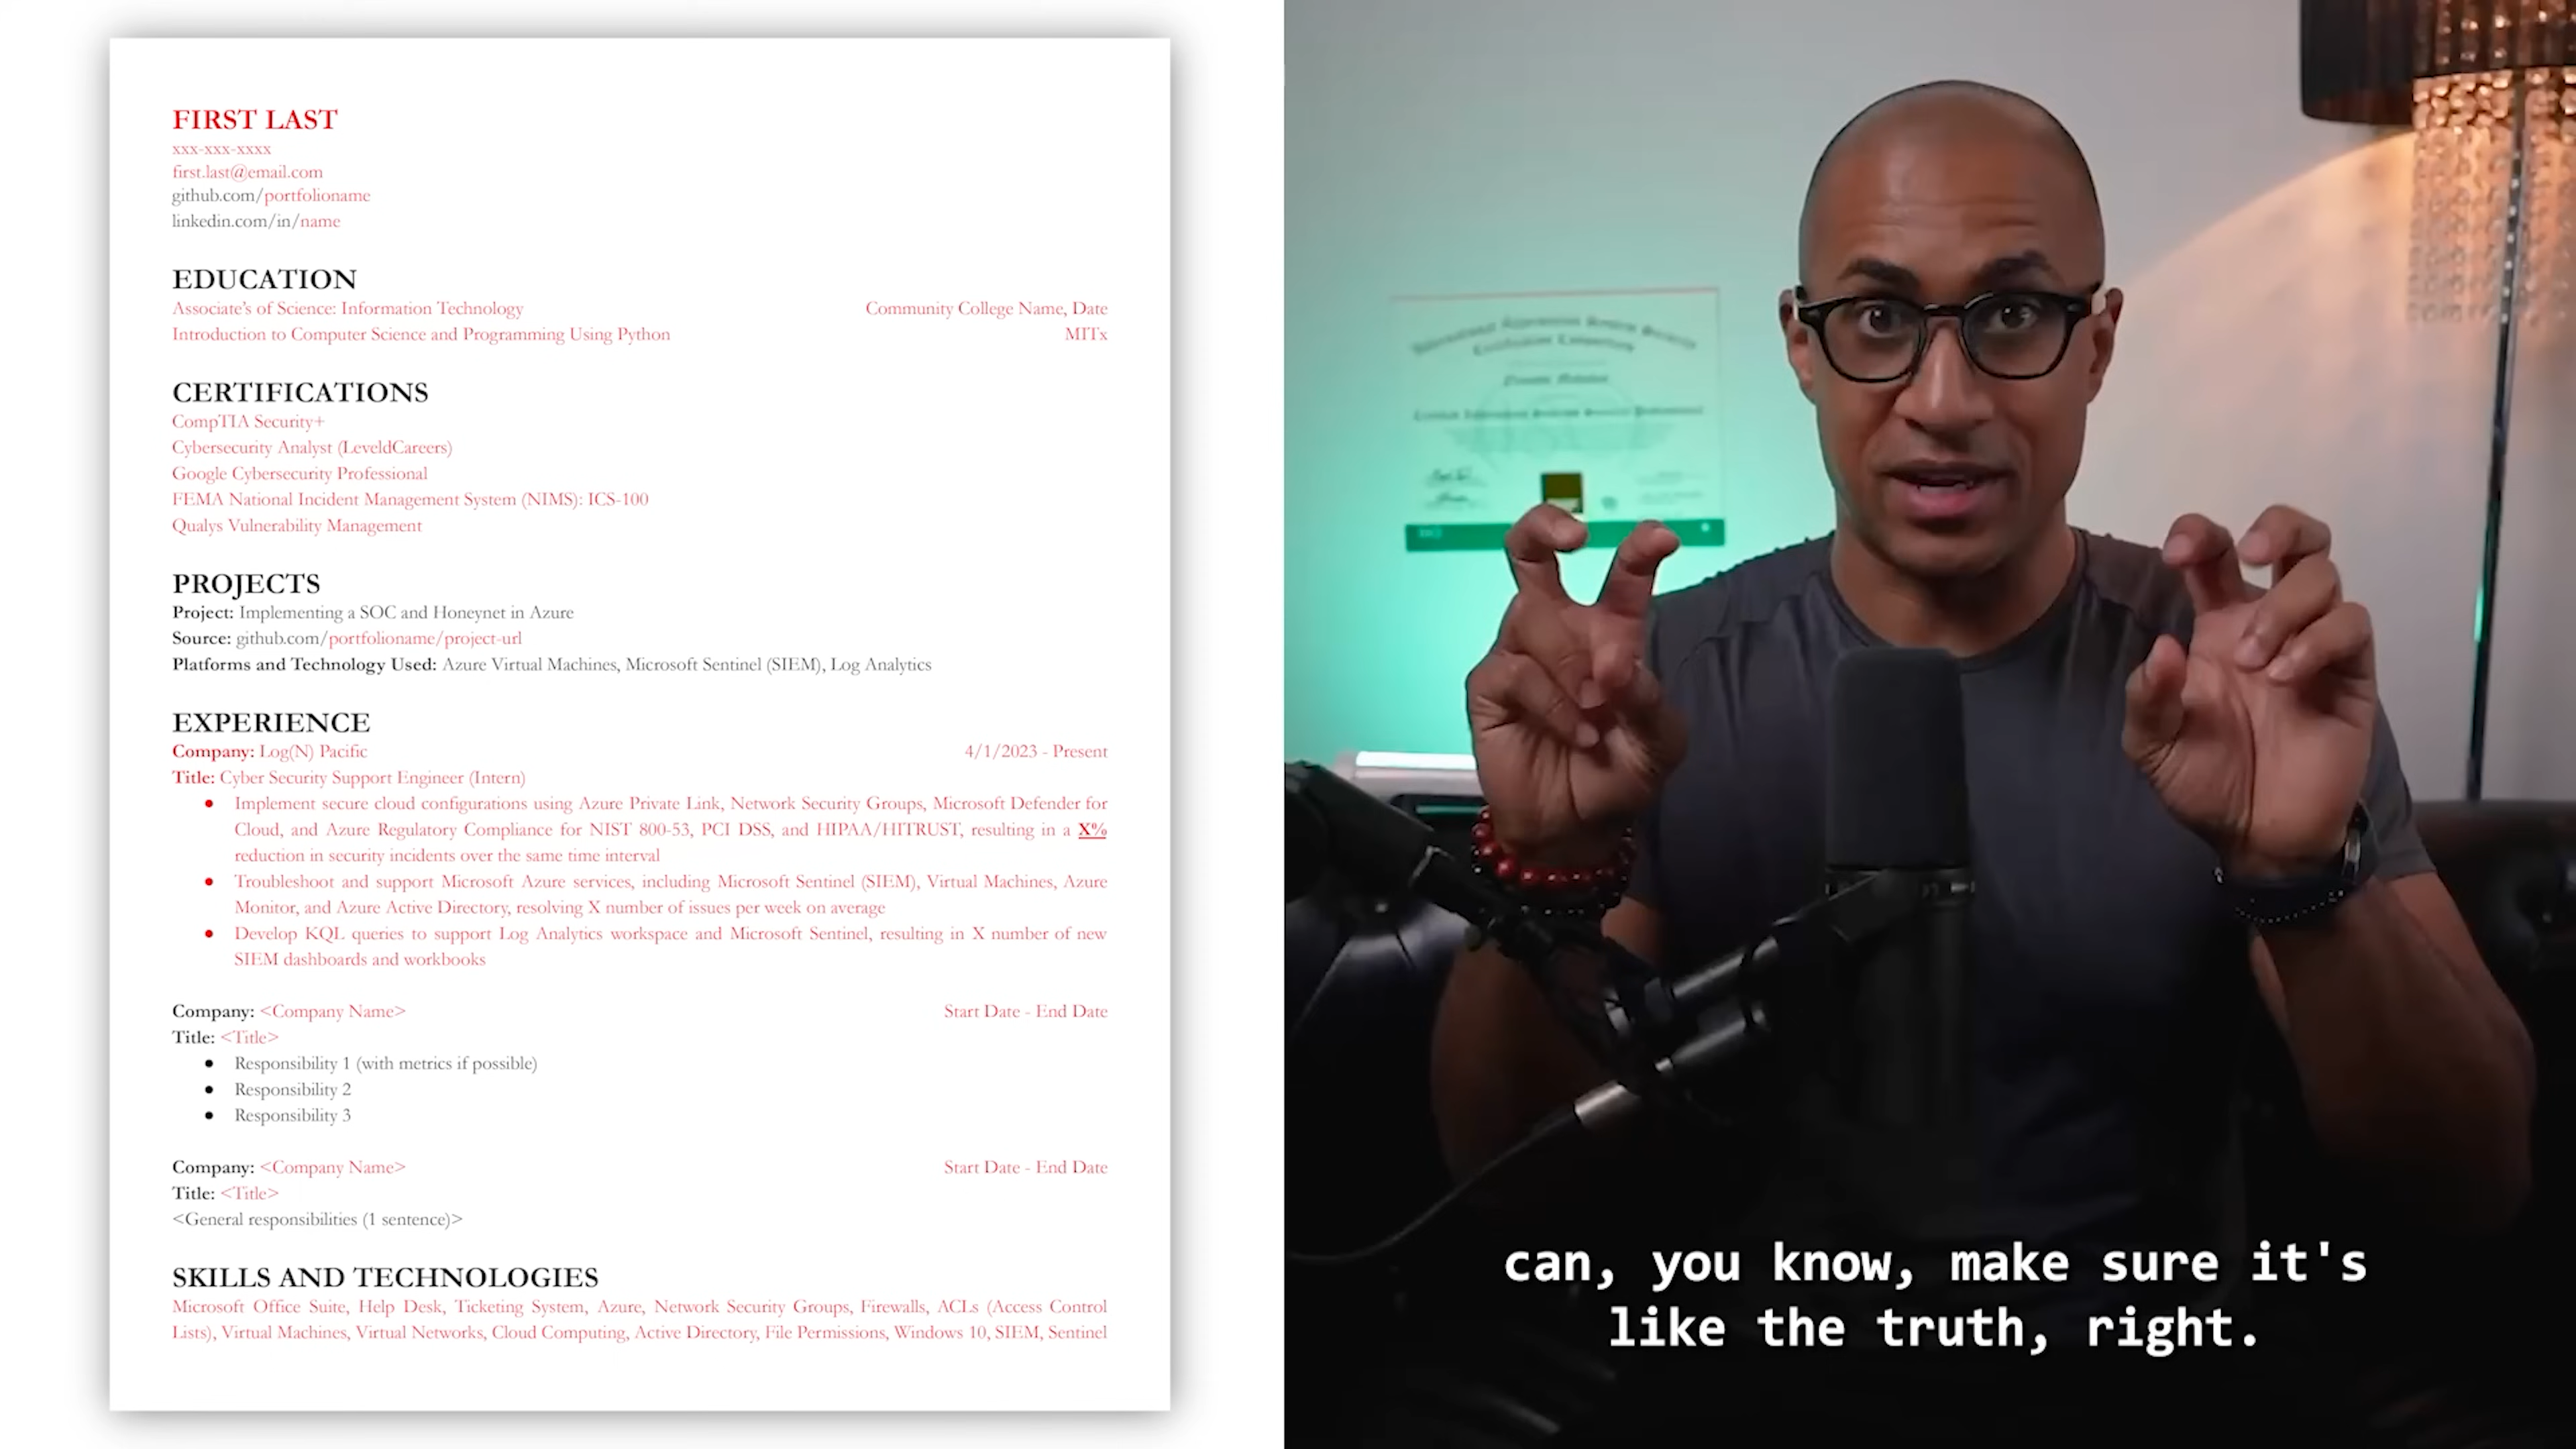 FIRST LAST
xxx-xxx-xxxx
first.last@email.com
github.com/portfolioname
linkedin.com/in/name
EDUCATION
Associate's of Science: Information Technology Community College Name, Date
Introduction to Computer Science and Programming Using Python MITx
CERTIFICATIONS
CompTIA Security+
Cybersecurity Analyst (LeveldCareers)
Google Cybersecurity Professional
FEMA National Incident Management System (NIMS): ICS-100
Qualys Vulnerability Management
PROJECTS
Project: Implementing a SOC and Honeynet in Azure
Source: github.com/portfolioname/project-url
Platforms and Technology Used: Azure Virtual Machines, Microsoft Sentinel (SIEM), Log Analytics
EXPERIENCE
Company: Log(N) Pacific 4/1/2023 - Present
Title: Cyber Security Support Engineer (Intern)
● Implement secure cloud configurations using Azure Private Link, Network Security Groups, Microsoft Defender for
Cloud, and Azure Regulatory Compliance for NIST 800-53, PCI DSS, and HIPAA/HITRUST, resulting in a X%
reduction in security incidents over the same time interval
● Troubleshoot and support Microsoft Azure services, including Microsoft Sentinel (SIEM), Virtual Machines, Azure
Monitor, and Azure Active Directory, resolving X number of issues per week on average
● Develop KQL queries to support Log Analytics workspace and Microsoft Sentinel, resulting in X number of new
SIEM dashboards and workbooks
Company: <Company Name> Start Date - End Date
Title: <Title>
● Responsibility 1 (with metrics if possible)
● Responsibility 2
● Responsibility 3
Company: <Company Name> Start Date - End Date
Title: <Title>
<General responsibilities (1 sentence)>
SKILLS AND TECHNOLOGIES
Microsoft Office Suite, Help Desk, Ticketing System, Azure, Network Security Groups, Firewalls, ACLs (Access Control
Lists), Virtual Machines, Virtual Networks, Cloud Computing, Active Directory, File Permissions, Windows 10, SIEM, Sentinel
can, you know, make sure it's
like the truth, right.